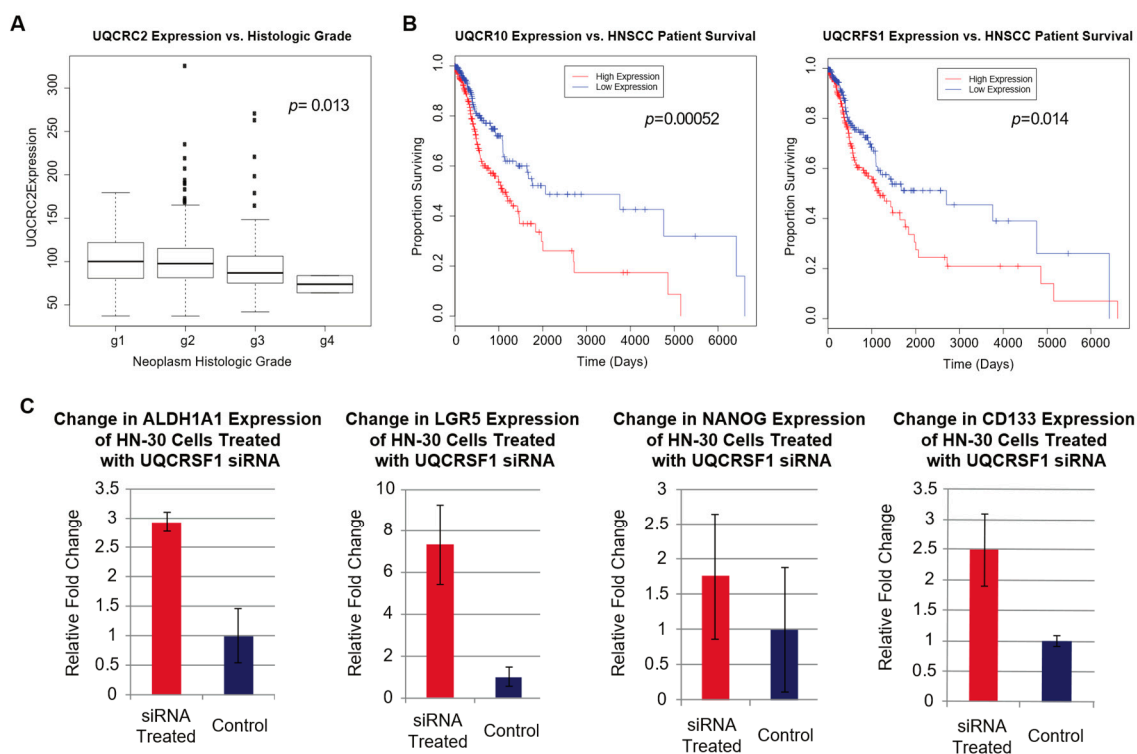 A
UQCRC2 Expression vs. Histologic Grade
UQCRC2Expression
300
250
200
150
100
50
p= 0.013
g1 g2 g3 g4
Neoplasm Histologic Grade
B
UQCR10 Expression vs. HNSCC Patient Survival
Proportion Surviving
1.0
0.8
0.6
0.4
0.2
0.0
High Expression
Low Expression
p=0.00052
0 1000 2000 3000 4000 5000 6000
Time (Days)
UQCRFS1 Expression vs. HNSCC Patient Survival
Proportion Surviving
1.0
0.8
0.6
0.4
0.2
0.0
High Expression
Low Expression
p=0.014
0 1000 2000 3000 4000 5000 6000
Time (Days)
C
Change in ALDH1A1 Expression
of HN-30 Cells Treated
with UQCRSF1 siRNA
Relative Fold Change
3.5
3
2.5
2
1.5
1
0.5
0
siRNA
Treated
Control
Change in LGR5 Expression
of HN-30 Cells Treated
with UQCRSF1 siRNA
Relative Fold Change
10
8
6
4
2
0
siRNA
Treated
Control
Change in NANOG Expression
of HN-30 Cells Treated
with UQCRSF1 siRNA
Relative Fold Change
3
2.5
2
1.5
1
0.5
0
siRNA
Treated
Control
Change in CD133 Expression
of HN-30 Cells Treated
with UQCRSF1 siRNA
Relative Fold Change
3.5
3
2.5
2
1.5
1
0.5
0
siRNA
Treated
Control